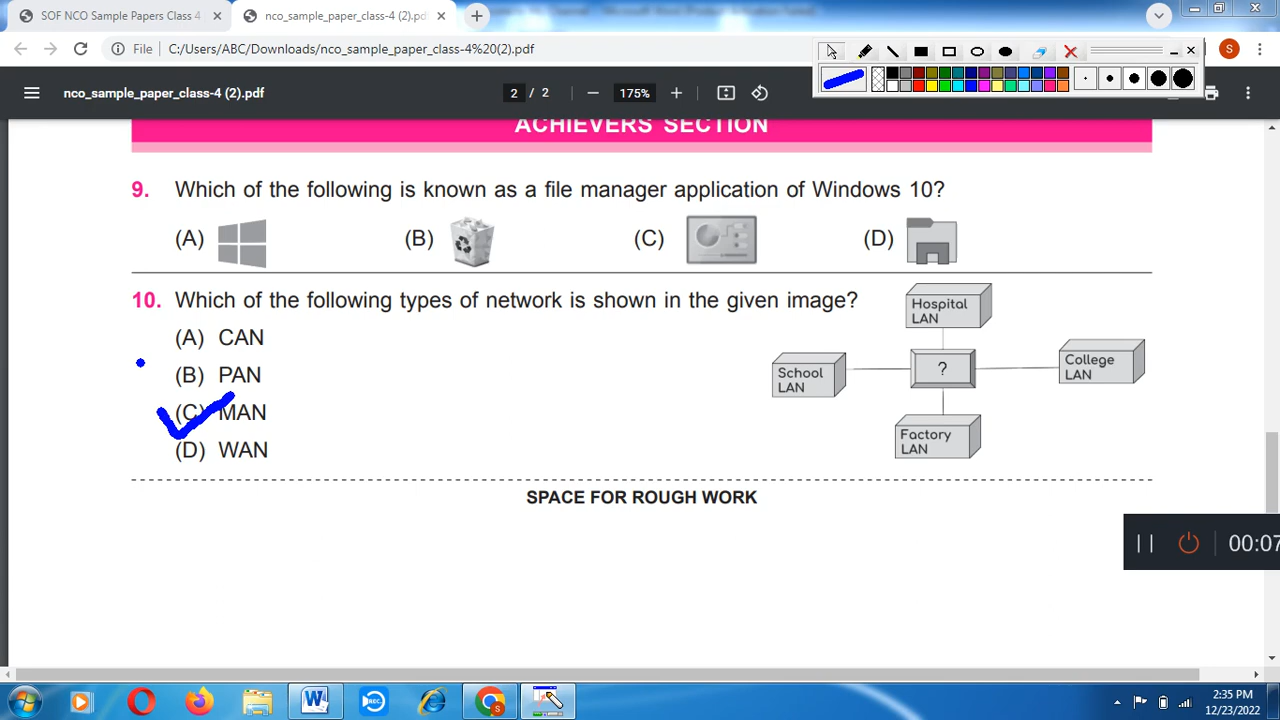 SOF NCO Sample Papers Class 4
nco_sample_paper_class-4 (2).pd
File
C:/Users/ABC/Downloads/nco_sample_paper_class-4%20(2).pdf
S
nco_sample_paper_class-4 (2).pdf
2 / 2
175%
ACHIEVERS SECTION
9. Which of the following is known as a file manager application of Windows 10?
(A)
(B)
(C)
(D)
10. Which of the following types of network is shown in the given image?
(A) CAN
(B) PAN
(C) MAN
(D) WAN
Hospital
LAN
School
LAN
?
College
LAN
Factory
LAN
SPACE FOR ROUGH WORK
00:07
W
REC
S
2:35 PM
12/23/2022